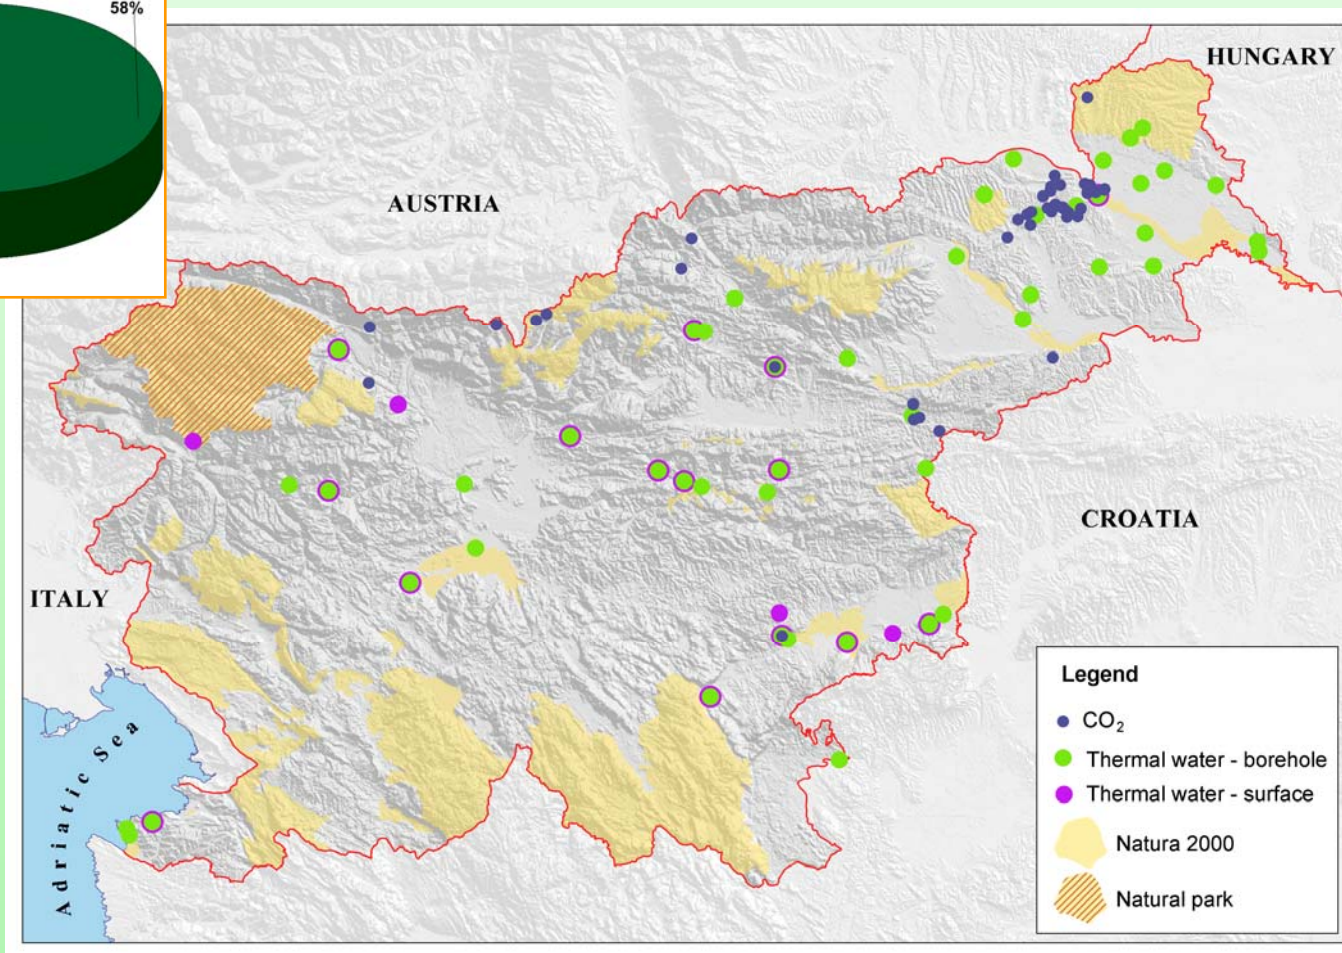 58%
HUNGARY
AUSTRIA
CROATIA
ITALY
Adriatic Sea
Legend
CO₂
Thermal water - borehole
Thermal water - surface
Natura 2000
Natural park